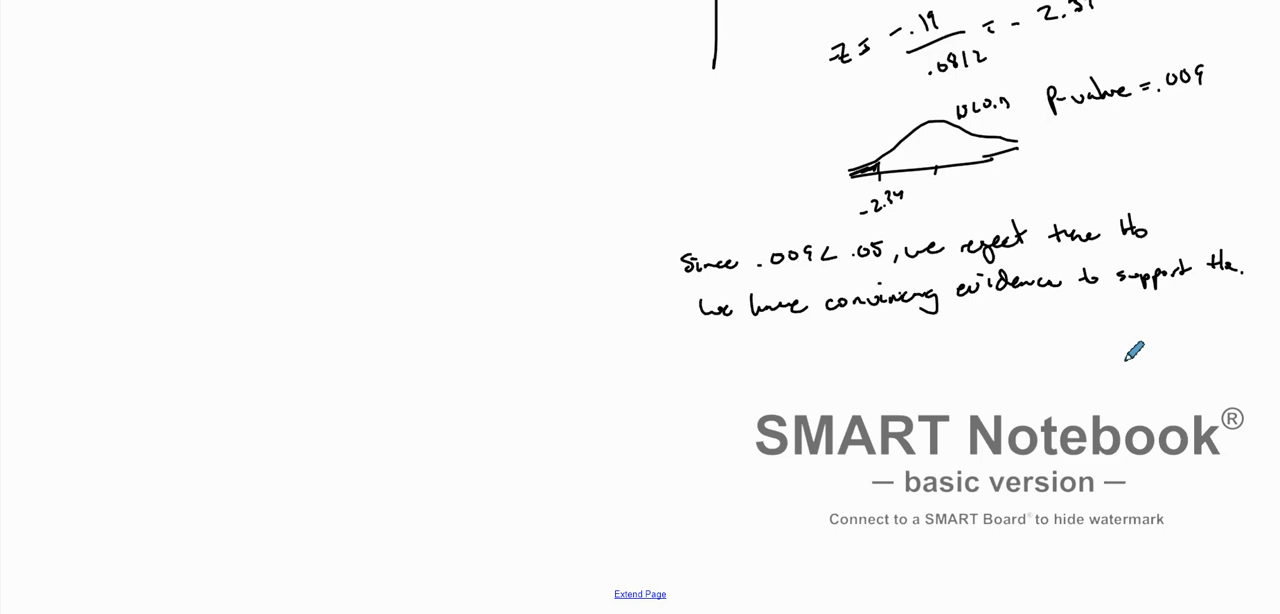 z = -.19 / .0812 = - 2.34
N(0,1)
p-value = .009
-2.34
Since .009 < .05, we reject the Ho
We have convincing evidence to support Ha.
SMART Notebook®
— basic version —
Connect to a SMART Board® to hide watermark
Extend Page